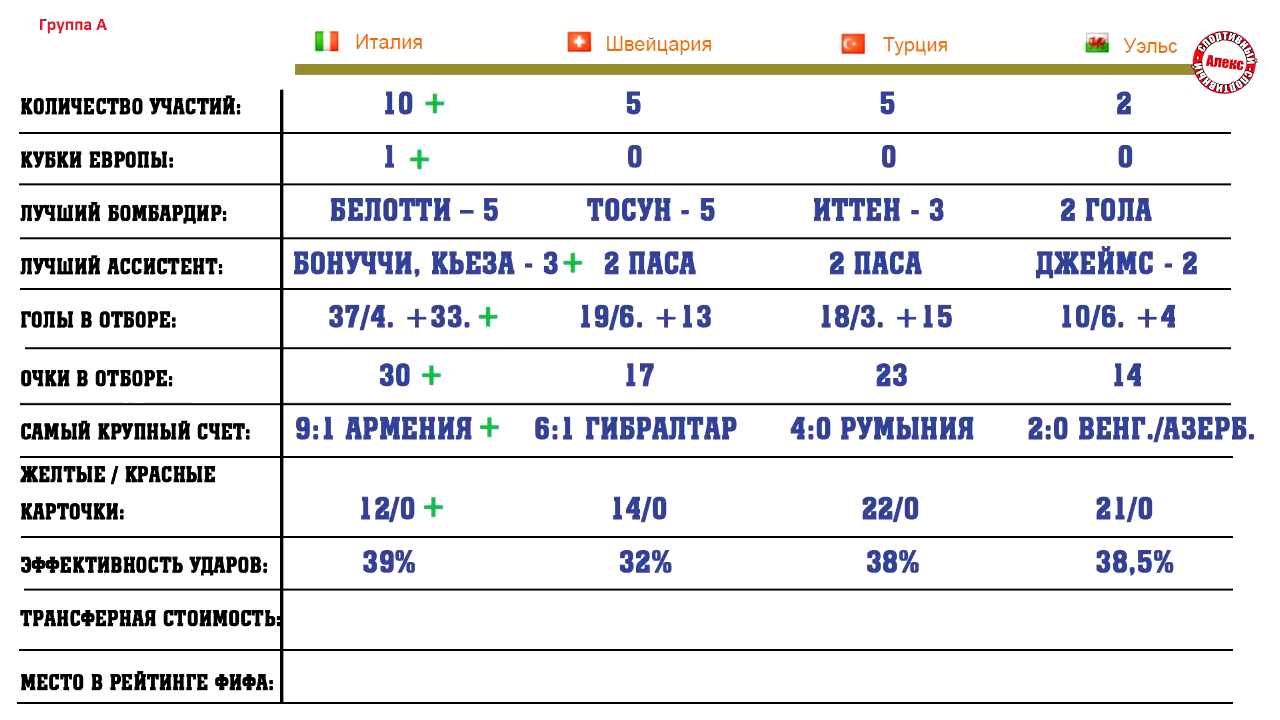 Группа А
Италия Швейцария Турция Уэльс
СПОРТИВНЫЙ Алекс СПОРТИВНЫЙ
КОЛИЧЕСТВО УЧАСТИЙ: 10 + 5 5 2
КУБКИ ЕВРОПЫ: 1 + 0 0 0
ЛУЧШИЙ БОМБАРДИР: БЕЛОТТИ – 5 ТОСУН - 5 ИТТЕН - 3 2 ГОЛА
ЛУЧШИЙ АССИСТЕНТ: БОНУЧЧИ, КЬЕЗА - 3 + 2 ПАСА 2 ПАСА ДЖЕЙМС - 2
ГОЛЫ В ОТБОРЕ: 37/4. +33. + 19/6. +13 18/3. +15 10/6. +4
ОЧКИ В ОТБОРЕ: 30 + 17 23 14
САМЫЙ КРУПНЫЙ СЧЕТ: 9:1 АРМЕНИЯ + 6:1 ГИБРАЛТАР 4:0 РУМЫНИЯ 2:0 ВЕНГ./АЗЕРБ.
ЖЕЛТЫЕ / КРАСНЫЕ
КАРТОЧКИ: 12/0 + 14/0 22/0 21/0
ЭФФЕКТИВНОСТЬ УДАРОВ: 39% 32% 38% 38,5%
ТРАНСФЕРНАЯ СТОИМОСТЬ:
МЕСТО В РЕЙТИНГЕ ФИФА: